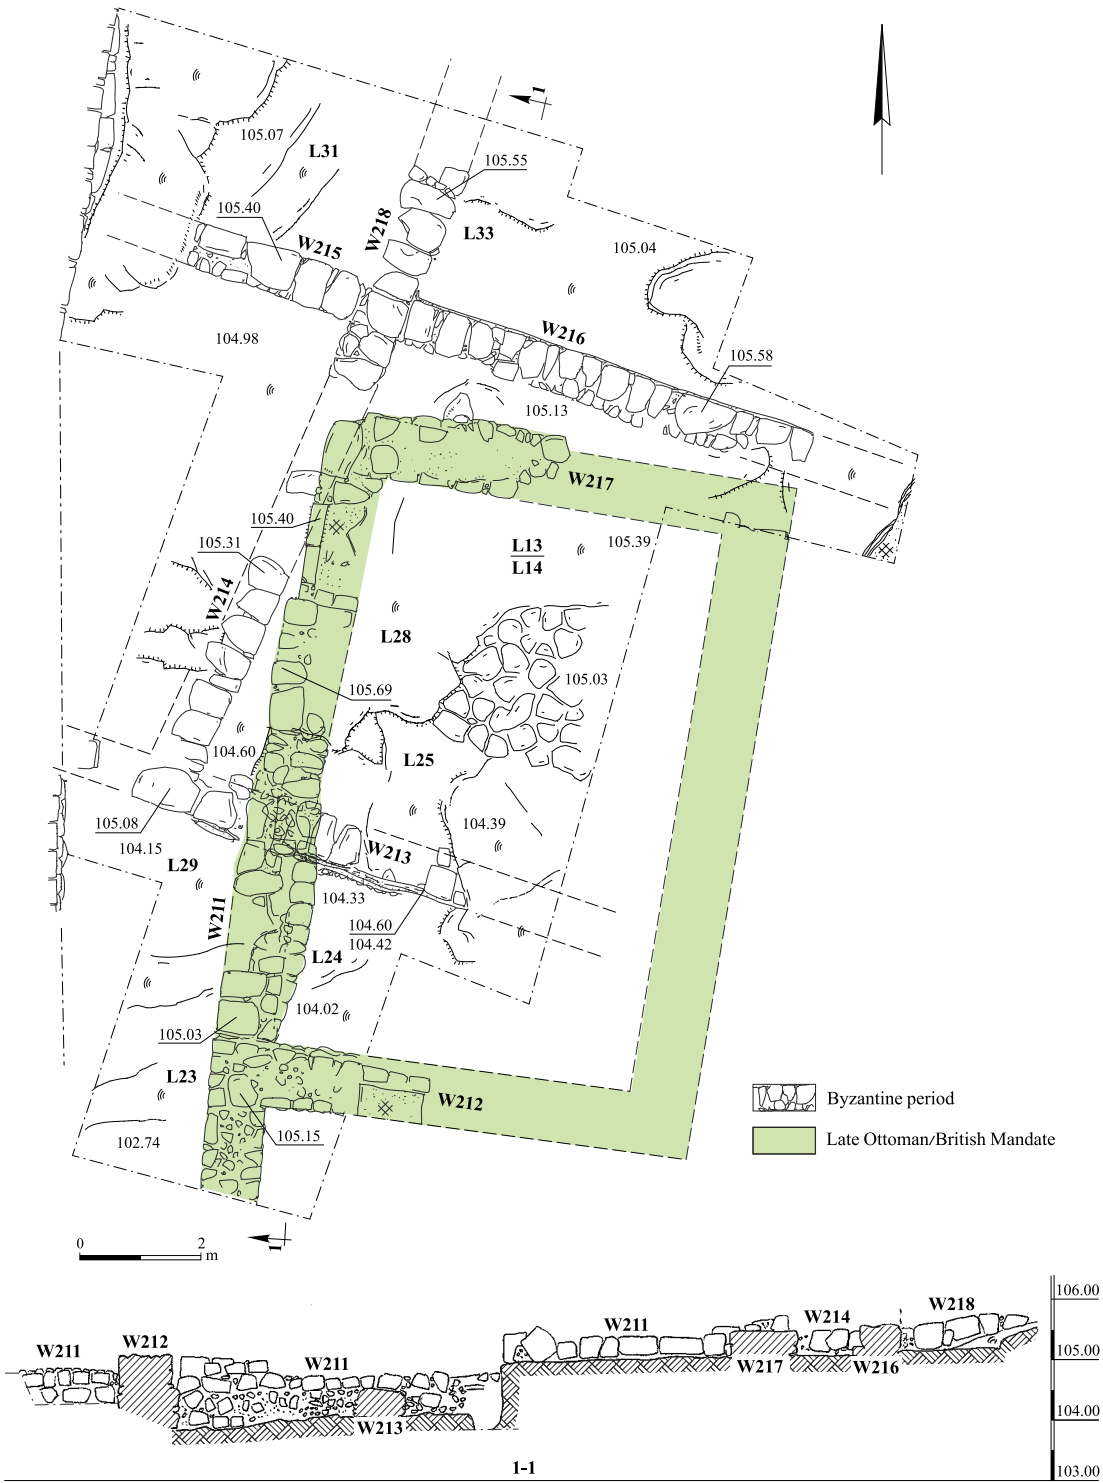 1
105.07
L31
105.55
105.40
W218
L33
W215
105.04
104.98
W216
105.58
105.13
W217
105.40
L13
L14
105.39
105.31
W214
L28
105.03
105.69
104.60
L25
105.08
104.15
W213
104.39
L29
104.33
W211
104.60
104.42
L24
104.02
105.03
L23
W212
105.15
102.74
Byzantine period
Late Ottoman/British Mandate
1
0 2
m
106.00
W218
W214
W211
W212
W211
W211
105.00
W217
W216
104.00
W213
1-1
103.00